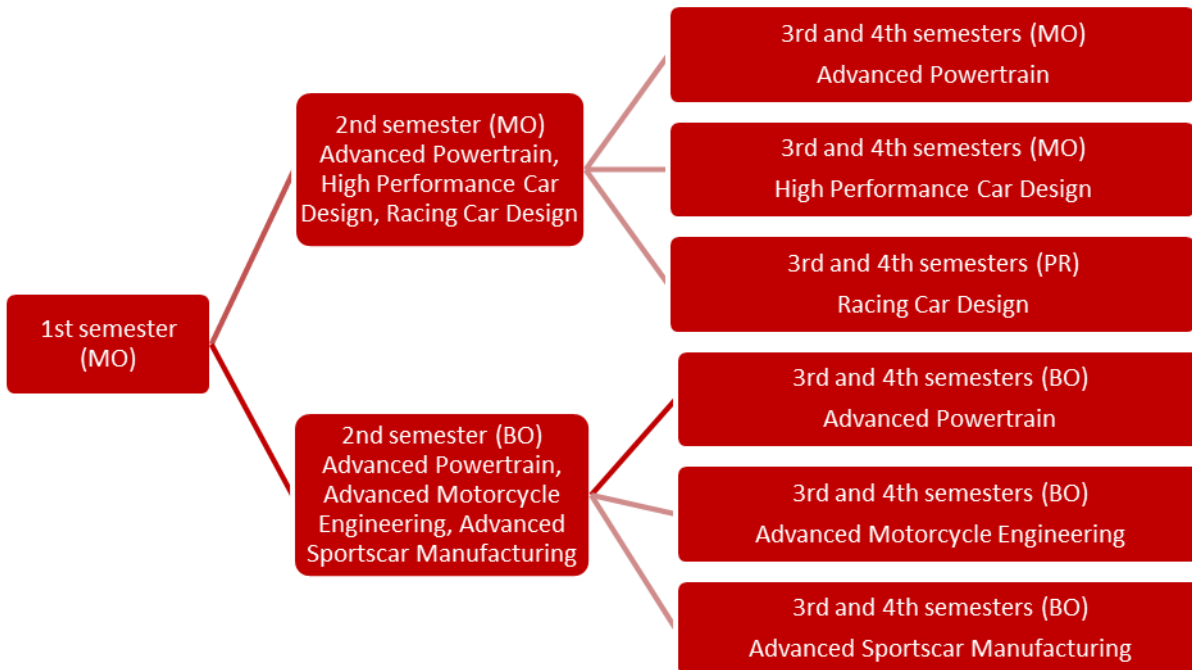 1st semester
(MO)
2nd semester (MO)
Advanced Powertrain,
High Performance Car
Design, Racing Car Design
2nd semester (BO)
Advanced Powertrain,
Advanced Motorcycle
Engineering, Advanced
Sportscar Manufacturing
3rd and 4th semesters (MO)
Advanced Powertrain
3rd and 4th semesters (MO)
High Performance Car Design
3rd and 4th semesters (PR)
Racing Car Design
3rd and 4th semesters (BO)
Advanced Powertrain
3rd and 4th semesters (BO)
Advanced Motorcycle Engineering
3rd and 4th semesters (BO)
Advanced Sportscar Manufacturing